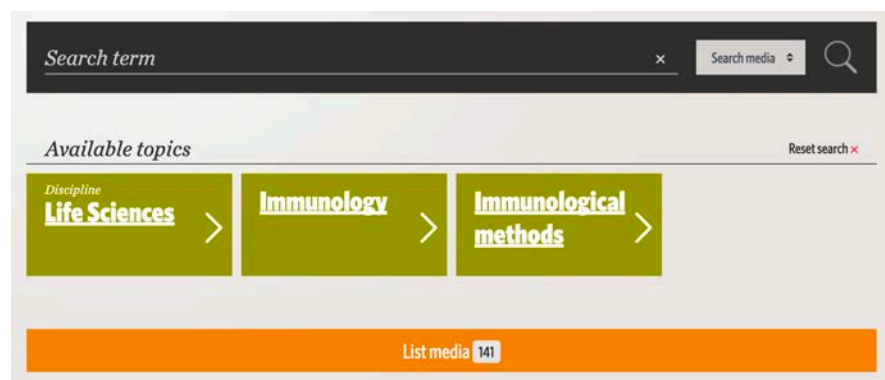 Search term × Search media
Available topics Reset search ×
Discipline
Life Sciences
Immunology
Immunological
methods
List media 141